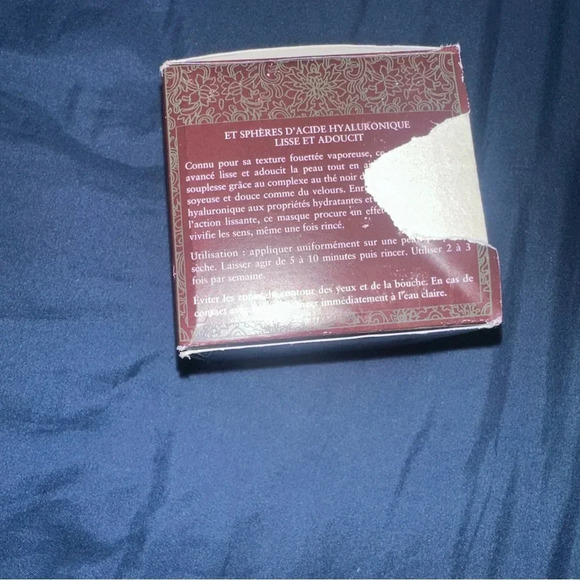 ET SPHÈRES D'ACIDE HYALURONIQUE
LISSE ET ADOUCIT
Connu pour sa texture fouettée vaporeuse, ce
avancé lisse et adoucit la peau tout en
souplesse grâce au complexe au thé noir
soyeuse et douce comme du velours.
hyaluronique aux propriétés hydratantes et
l'action lissante, ce masque procure un effet
vivifie les sens, même une fois rincé.
Utilisation : appliquer uniformément sur une
sèche. Laisser agir de 5 à 10 minutes puis rincer. Utiliser 2 à 3
fois par semaine.
Éviter les contour des yeux et de la bouche. En cas de
contact immédiatement à l'eau claire.